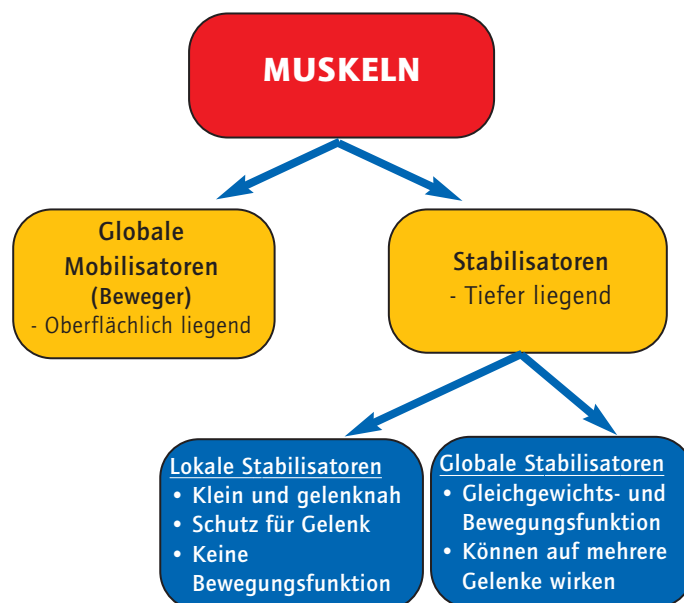 MUSKELN
Globale
Mobilisatoren
(Beweger)
- Oberflächlich liegend
Stabilisatoren
- Tiefer liegend
Lokale Stabilisatoren
• Klein und gelenknah
• Schutz für Gelenk
• Keine
Bewegungsfunktion
Globale Stabilisatoren
• Gleichgewichts- und
Bewegungsfunktion
• Können auf mehrere
Gelenke wirken